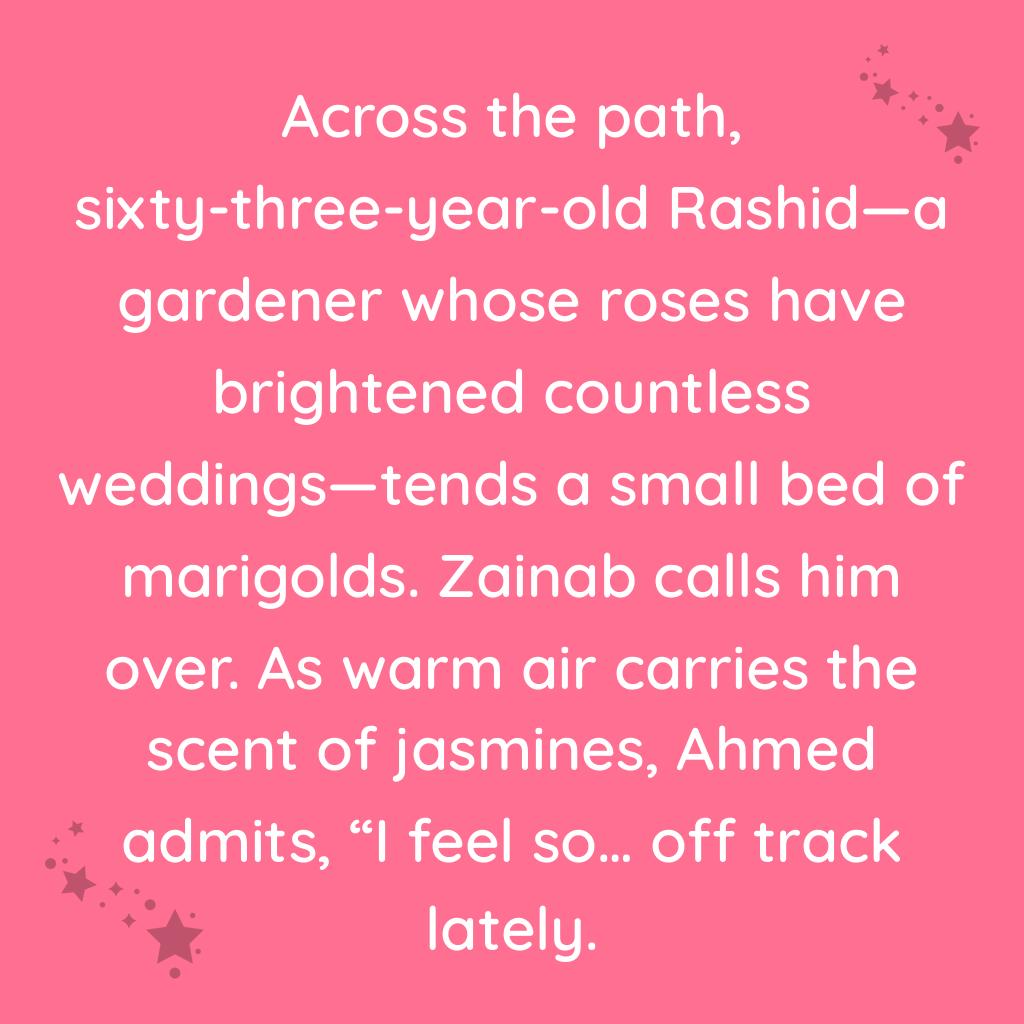 Across the path,
sixty-three-year-old Rashid—a
gardener whose roses have
brightened countless
weddings—tends a small bed of
marigolds. Zainab calls him
over. As warm air carries the
scent of jasmines, Ahmed
admits, “I feel so… off track
lately.